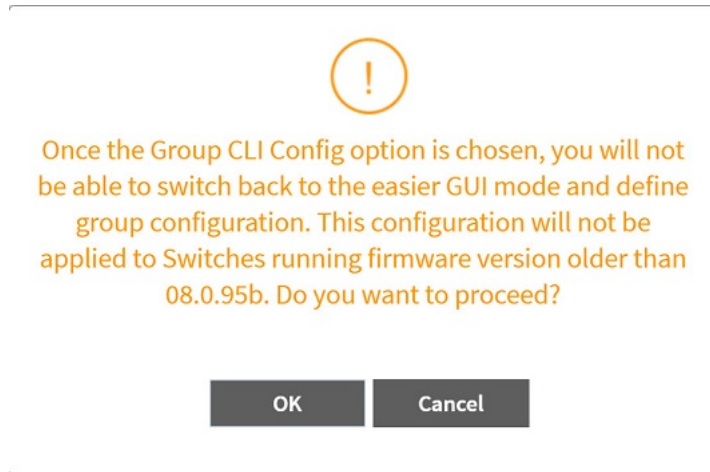 !
Once the Group CLI Config option is chosen, you will not
be able to switch back to the easier GUI mode and define
group configuration. This configuration will not be
applied to Switches running firmware version older than
08.0.95b. Do you want to proceed?
OK Cancel